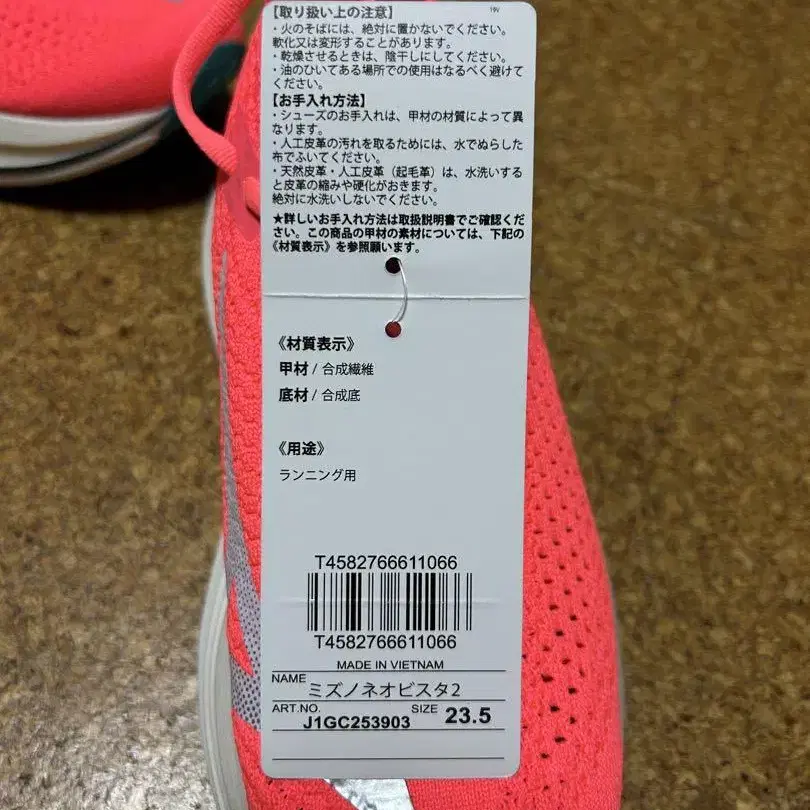 【取り扱い上の注意】
19V
・火のそばには、絶対に置かないでください。
軟化又は変形することがあります。
・乾燥させるときは、陰干しにしてください。
・油のひいてある場所での使用はなるべく避けて
ください。
【お手入れ方法】
・シューズのお手入れは、甲材の材質によって異
なります。
・人工皮革の汚れを取るためには、水でぬらした
布でふいてください。
・天然皮革・人工皮革（起毛革）は、水洗いする
と皮革の縮みや硬化がおきます。
絶対に水洗いしないでください。
★詳しいお手入れ方法は取扱説明書でご確認くだ
さい。この商品の甲材の素材については、下記の
《材質表示》を参照願います。
《材質表示》
甲材 / 合成繊維
底材 / 合成底
《用途》
ランニング用
T4582766611066
T4582766611066
MADE IN VIETNAM
NAME ミズノネオビスタ2
ART.NO. J1GC253903 SIZE 23.5